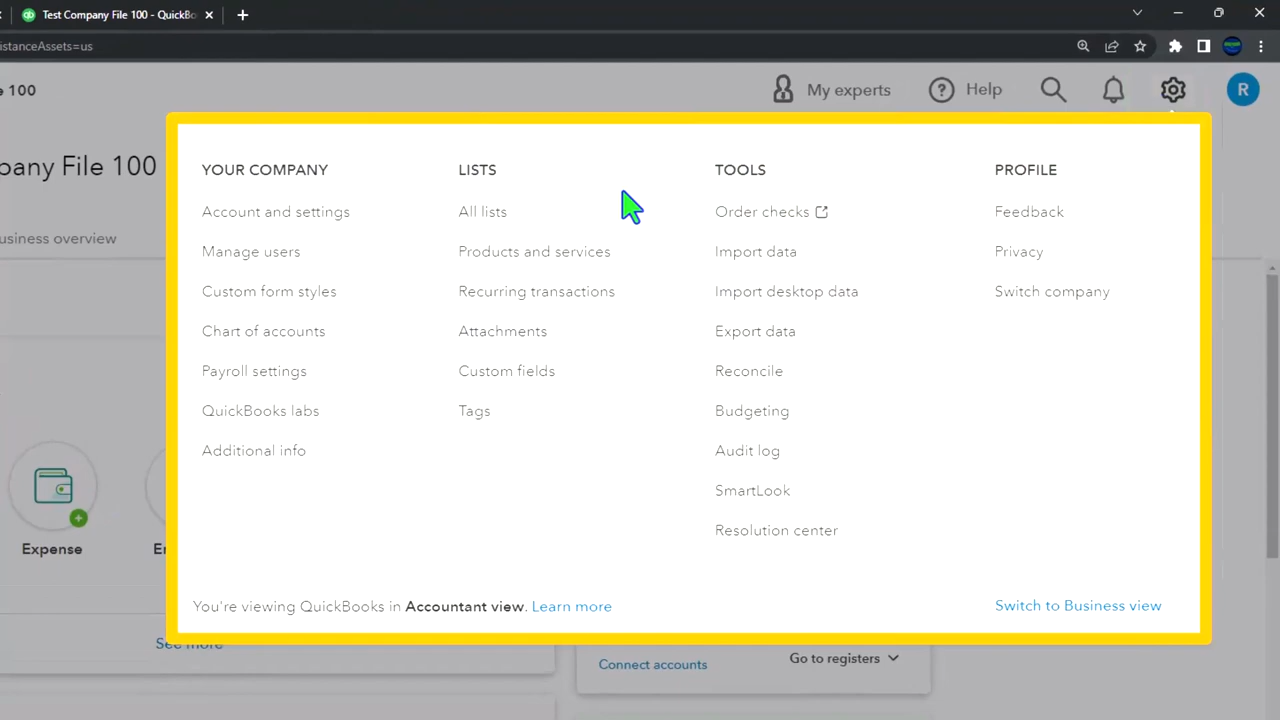 Test Company File 100 - QuickBo
istanceAssets=us
e 100
My experts
Help
R
pany File 100
usiness overview
YOUR COMPANY
Account and settings
Manage users
Custom form styles
Chart of accounts
Payroll settings
QuickBooks labs
Additional info
LISTS
All lists
Products and services
Recurring transactions
Attachments
Custom fields
Tags
TOOLS
Order checks
Import data
Import desktop data
Export data
Reconcile
Budgeting
Audit log
SmartLook
Resolution center
PROFILE
Feedback
Privacy
Switch company
You're viewing QuickBooks in Accountant view. Learn more
Switch to Business view
Expense
See more
Connect accounts
Go to registers